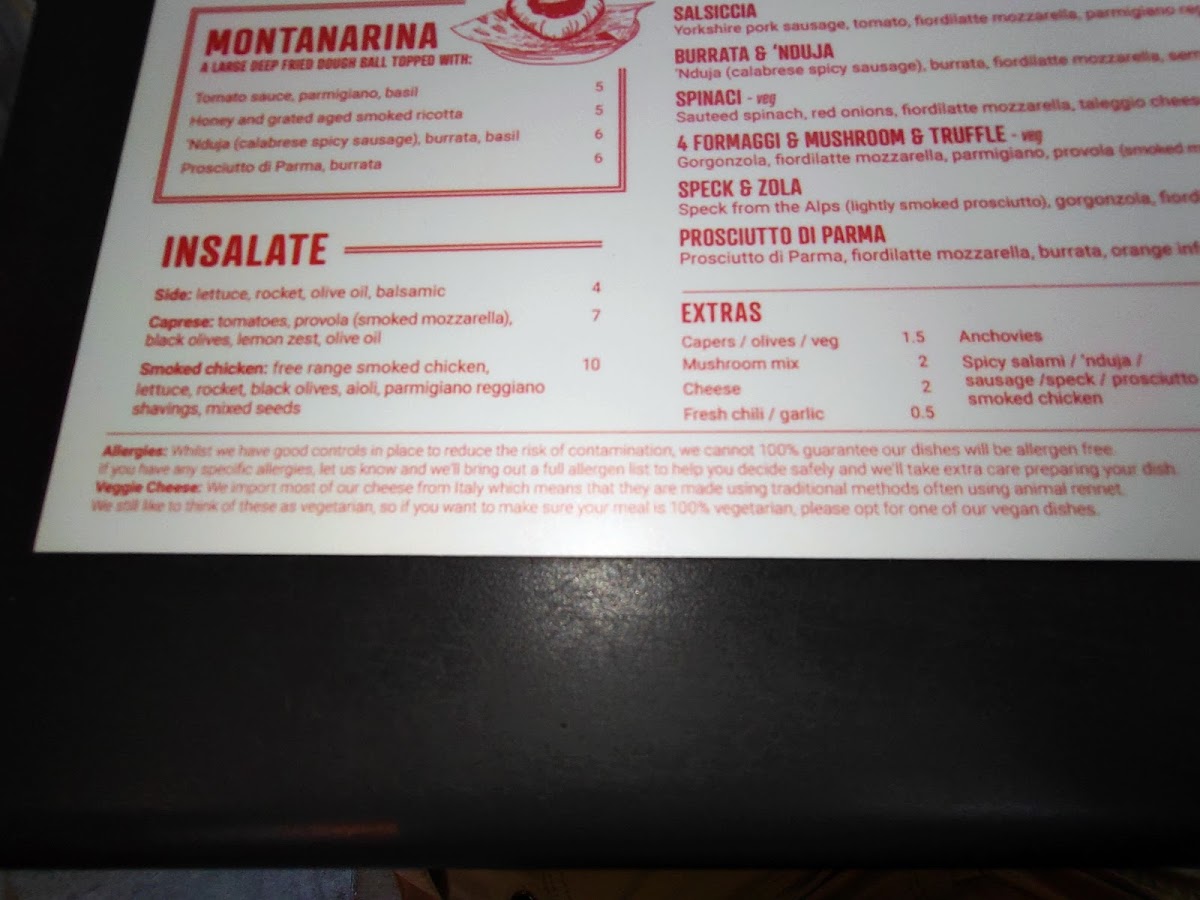 MONTANARINA
A LARGE DEEP FRIED DOUGH BALL TOPPED WITH:
Tomato sauce, parmigiano, basil 5
Honey and grated aged smoked ricotta 5
'Nduja (calabrese spicy sausage), burrata, basil 6
Prosciutto di Parma, burrata 6
INSALATE
Side: lettuce, rocket, olive oil, balsamic 4
Caprese: tomatoes, provola (smoked mozzarella), 7
black olives, lemon zest, olive oil
Smoked chicken: free range smoked chicken, 10
lettuce, rocket, black olives, aioli, parmigiano reggiano
shavings, mixed seeds
SALSICCIA
Yorkshire pork sausage, tomato, fiordilatte mozzarella, parmigiano
BURRATA & 'NDUJA
'Nduja (calabrese spicy sausage), burrata, fiordilatte mozzarella,
SPINACI - veg
Sauteed spinach, red onions, fiordilatte mozzarella, taleggio
4 FORMAGGI & MUSHROOM & TRUFFLE - veg
Gorgonzola, fiordilatte mozzarella, parmigiano, provola (smoked
SPECK & ZOLA
Speck from the Alps (lightly smoked prosciutto), gorgonzola,
PROSCIUTTO DI PARMA
Prosciutto di Parma, fiordilatte mozzarella, burrata, orange
EXTRAS
Capers / olives / veg 1.5
Mushroom mix 2
Cheese 2
Fresh chili / garlic 0.5
Anchovies
Spicy salami / 'nduja /
sausage /speck / prosciutto
smoked chicken
Allergies: Whilst we have good controls in place to reduce the risk of contamination, we cannot 100% guarantee our dishes will be allergen free.
If you have any specific allergies, let us know and we'll bring out a full allergen list to help you decide safely and we'll take extra care preparing your dish.
Veggie Cheese: We import most of our cheese from Italy which means that they are made using traditional methods often using animal rennet.
We still like to think of these as vegetarian, so if you want to make sure your meal is 100% vegetarian, please opt for one of our vegan dishes.